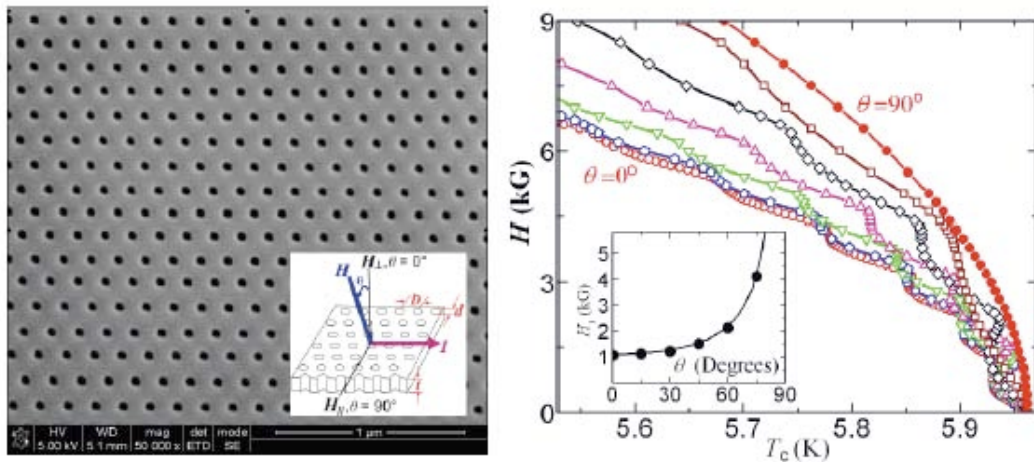 H
H⊥,θ = 0°
θ
D
d
I
t
H//,θ = 90°
HV WD mag det mode
5.00 kV 5.1 mm 50 000 x ETD SE 1 µm
9
6
3
0
H (kG)
θ=90°
θ=0°
5
4
3
2
1
H₁ (kG)
θ (Degrees)
0 30 60 90
5.6 5.7 5.8 5.9
Tc (K)